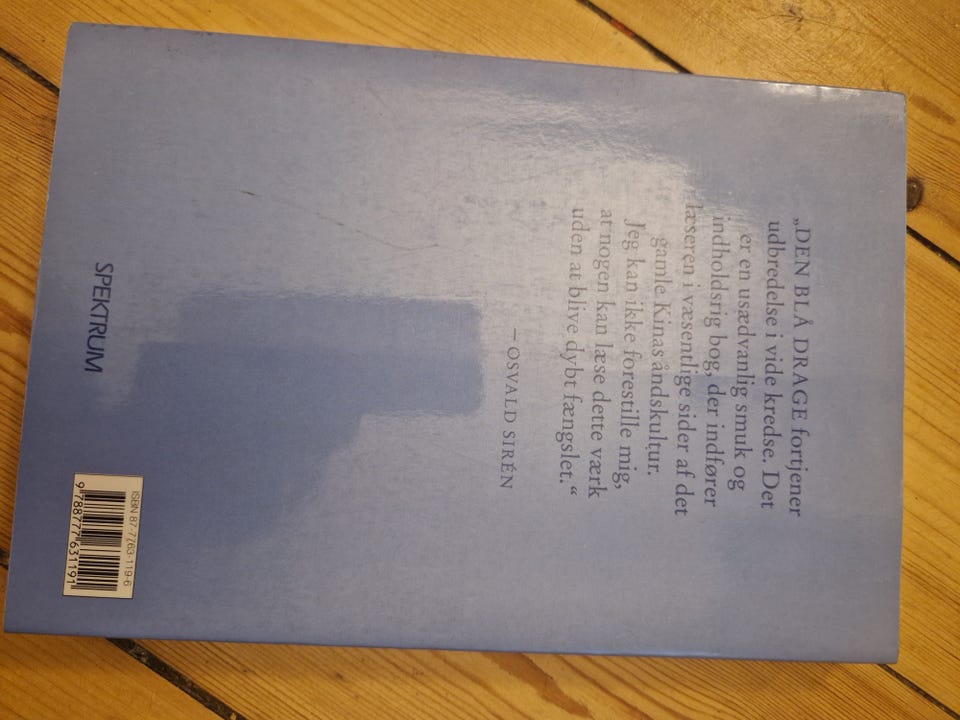 „DEN BLÅ DRAGE fortjener
udbredelse i vide kredse. Det
er en usædvanlig smuk og
indholdsrig bog, der indfører
læseren i væsentlige sider af det
gamle Kinas åndskultur.
Jeg kan ikke forestille mig,
at nogen kan læse dette værk
uden at blive dybt fængslet.“
– OSVALD SIRÉN
SPEKTRUM
ISBN 87-7763-119-6
9 788777 631191